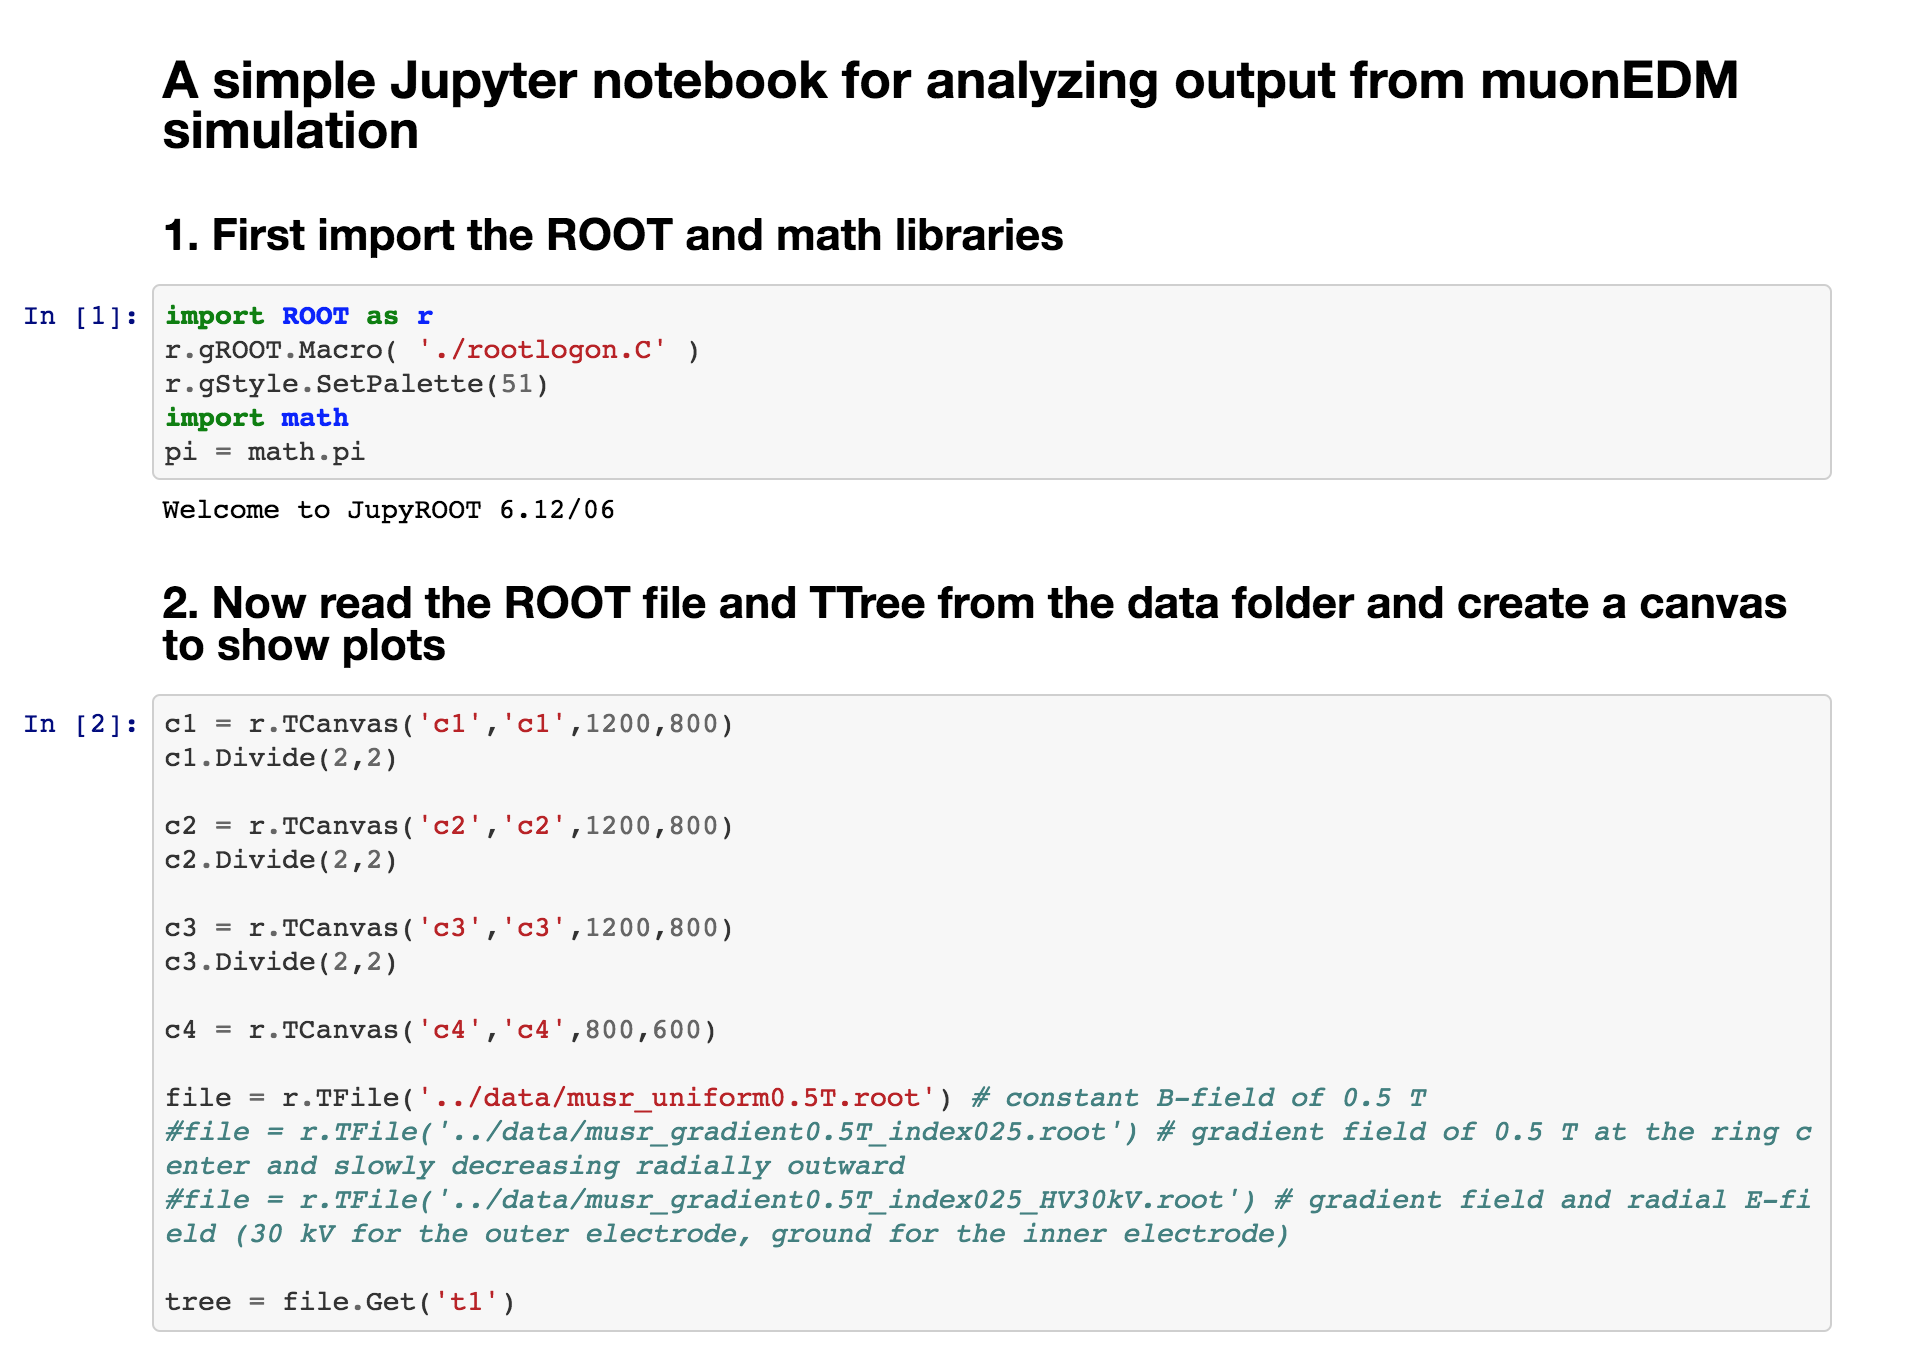 A simple Jupyter notebook for analyzing output from muonEDM
simulation
1. First import the ROOT and math libraries
In [1]:
import ROOT as r
r.gROOT.Macro( './rootlogon.C' )
r.gStyle.SetPalette(51)
import math
pi = math.pi
Welcome to JupyROOT 6.12/06
2. Now read the ROOT file and TTree from the data folder and create a canvas
to show plots
In [2]:
c1 = r.TCanvas('c1','c1',1200,800)
c1.Divide(2,2)
c2 = r.TCanvas('c2','c2',1200,800)
c2.Divide(2,2)
c3 = r.TCanvas('c3','c3',1200,800)
c3.Divide(2,2)
c4 = r.TCanvas('c4','c4',800,600)
file = r.TFile('../data/musr_uniform0.5T.root') # constant B-field of 0.5 T
#file = r.TFile('../data/musr_gradient0.5T_index025.root') # gradient field of 0.5 T at the ring c
enter and slowly decreasing radially outward
#file = r.TFile('../data/musr_gradient0.5T_index025_HV30kV.root') # gradient field and radial E-fi
eld (30 kV for the outer electrode, ground for the inner electrode)
tree = file.Get('t1')